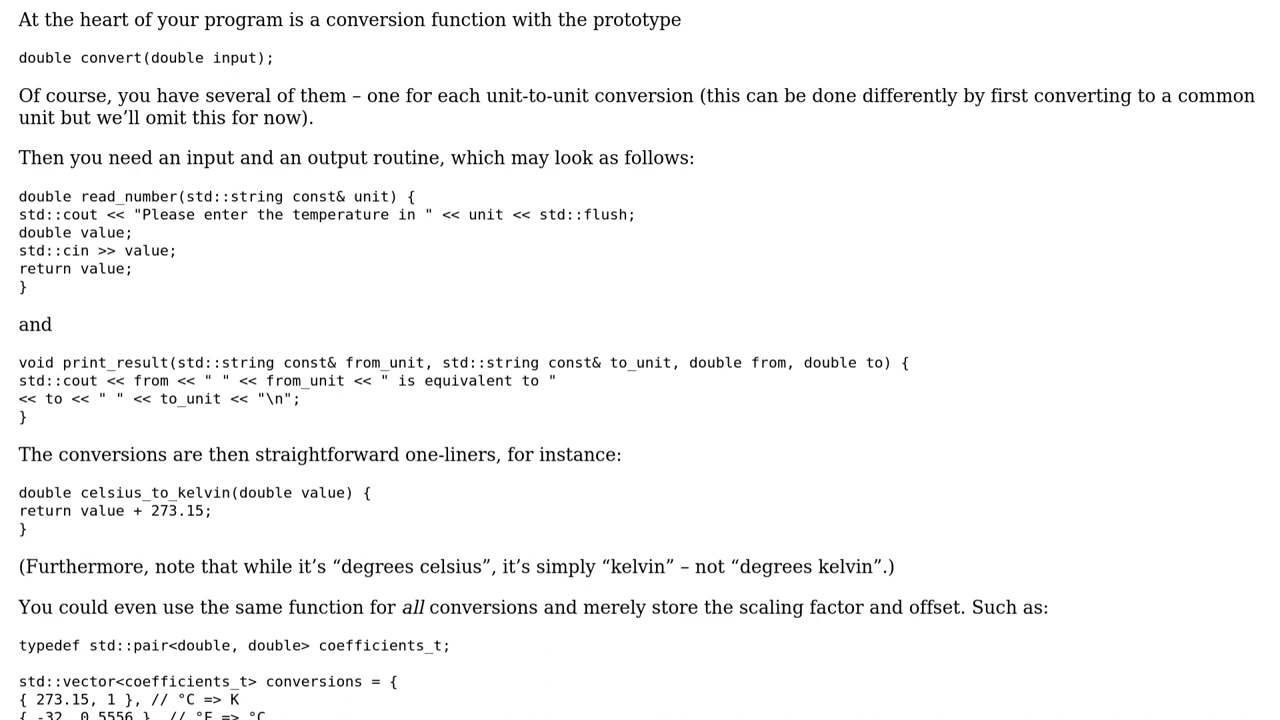 At the heart of your program is a conversion function with the prototype
double convert(double input);
Of course, you have several of them – one for each unit-to-unit conversion (this can be done differently by first converting to a common
unit but we’ll omit this for now).
Then you need an input and an output routine, which may look as follows:
double read_number(std::string const& unit) {
std::cout << "Please enter the temperature in " << unit << std::flush;
double value;
std::cin >> value;
return value;
}
and
void print_result(std::string const& from_unit, std::string const& to_unit, double from, double to) {
std::cout << from << " " << from_unit << " is equivalent to "
<< to << " " << to_unit << "\n";
}
The conversions are then straightforward one-liners, for instance:
double celsius_to_kelvin(double value) {
return value + 273.15;
}
(Furthermore, note that while it’s “degrees celsius”, it’s simply “kelvin” – not “degrees kelvin”.)
You could even use the same function for all conversions and merely store the scaling factor and offset. Such as:
typedef std::pair<double, double> coefficients_t;
std::vector<coefficients_t> conversions = {
{ 273.15, 1 }, // °C => K
{ -32, 0.5556 }, // °F => °C